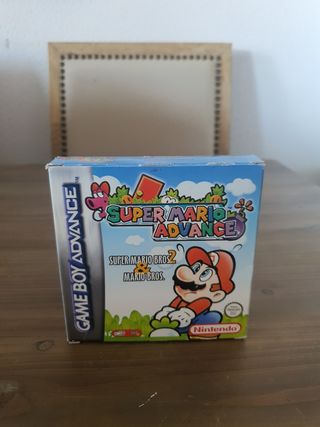 GAME BOY ADVANCE
SUPER MARIO
ADVANCE
SUPER MARIO BROS.2
&
MARIO BROS.
Nintendo